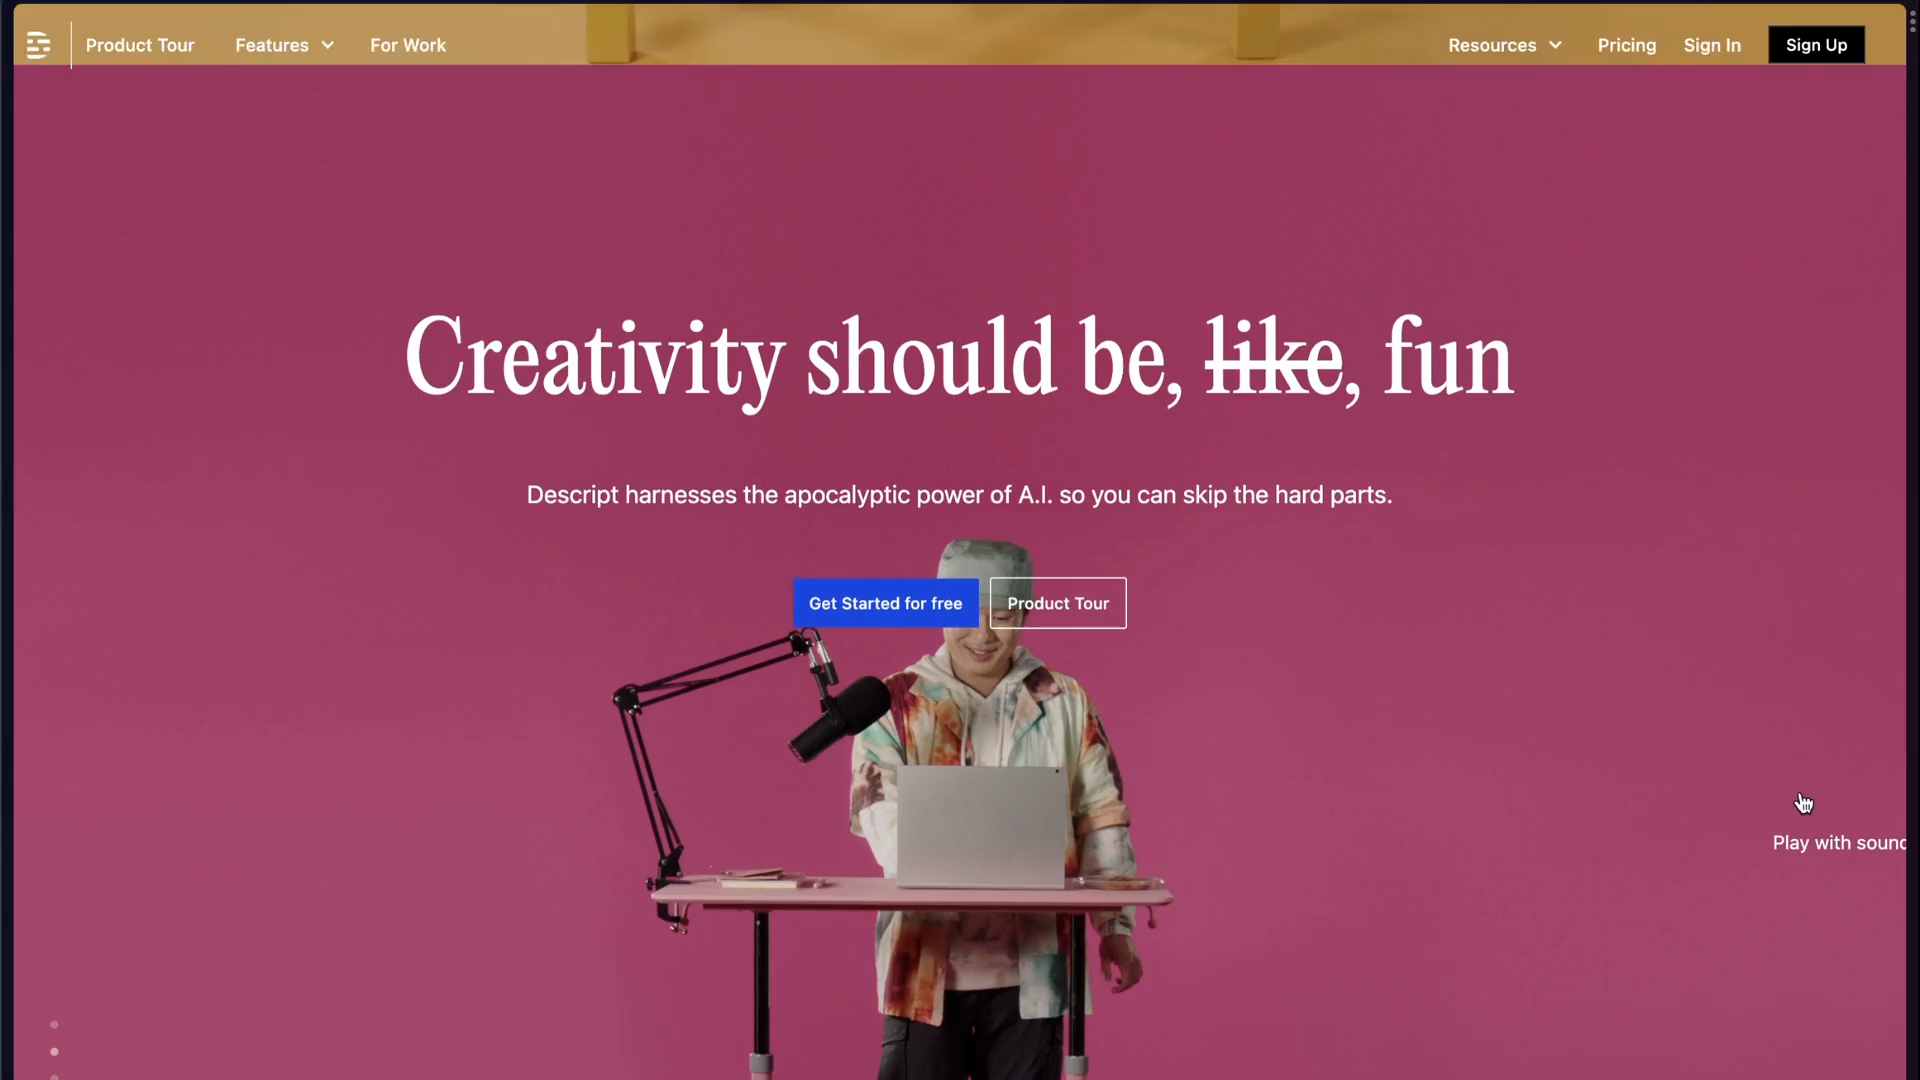 Product Tour
Features
For Work
Resources
Pricing
Sign In
Sign Up
Creativity should be, like, fun
Descript harnesses the apocalyptic power of A.I. so you can skip the hard parts.
Get Started for free
Product Tour
Play with sound